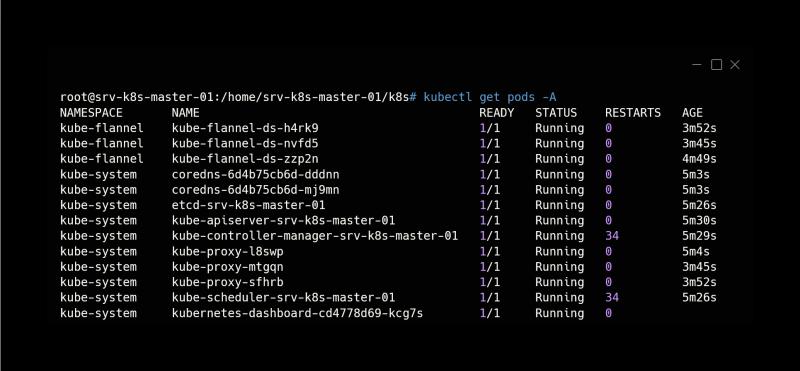 root@srv-k8s-master-01:/home/srv-k8s-master-01/k8s# kubectl get pods -A
NAMESPACE NAME READY STATUS RESTARTS AGE
kube-flannel kube-flannel-ds-h4rk9 1/1 Running 0 3m52s
kube-flannel kube-flannel-ds-nvfd5 1/1 Running 0 3m45s
kube-flannel kube-flannel-ds-zzp2n 1/1 Running 0 4m49s
kube-system coredns-6d4b75cb6d-dddnn 1/1 Running 0 5m3s
kube-system coredns-6d4b75cb6d-mj9mn 1/1 Running 0 5m3s
kube-system etcd-srv-k8s-master-01 1/1 Running 0 5m26s
kube-system kube-apiserver-srv-k8s-master-01 1/1 Running 0 5m30s
kube-system kube-controller-manager-srv-k8s-master-01 1/1 Running 34 5m29s
kube-system kube-proxy-l8swp 1/1 Running 0 5m4s
kube-system kube-proxy-mtgqn 1/1 Running 0 3m45s
kube-system kube-proxy-sfhrb 1/1 Running 0 3m52s
kube-system kube-scheduler-srv-k8s-master-01 1/1 Running 34 5m26s
kube-system kubernetes-dashboard-cd4778d69-kcg7s 1/1 Running 0